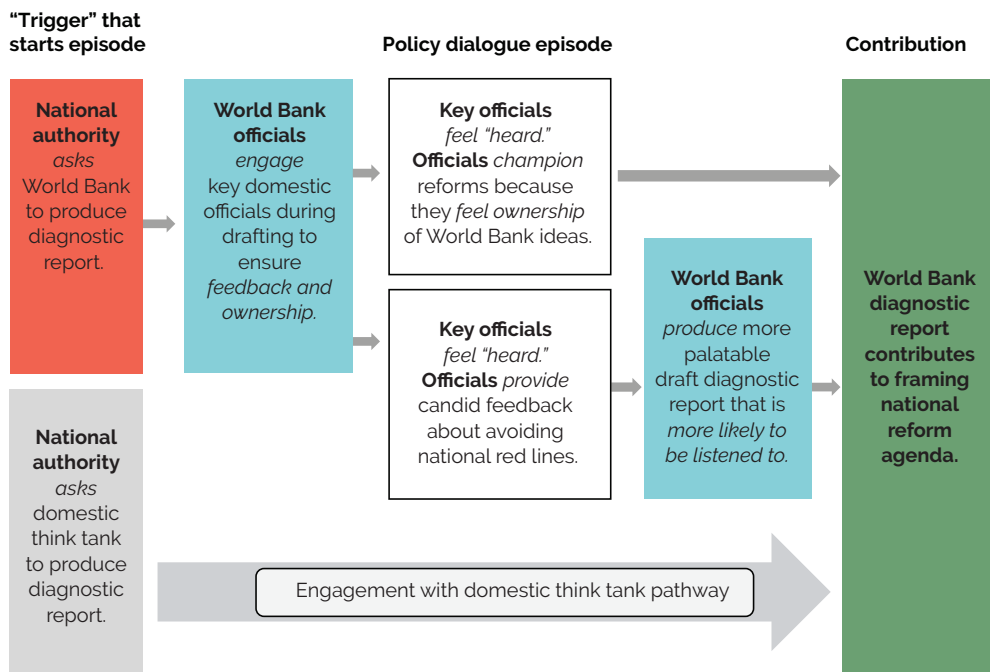 “Trigger” that
starts episode
Policy dialogue episode
Contribution
National
authority
asks
World Bank
to produce
diagnostic
report.
World Bank
officials
engage
key domestic
officials during
drafting to
ensure
feedback and
ownership.
Key officials
feel “heard.”
Officials champion
reforms because
they feel ownership
of World Bank ideas.
Key officials
feel “heard.”
Officials provide
candid feedback
about avoiding
national red lines.
World Bank
officials
produce more
palatable
draft diagnostic
report that is
more likely to
be listened to.
World Bank
diagnostic
report
contributes
to framing
national
reform
agenda.
National
authority
asks
domestic
think tank
to produce
diagnostic
report.
Engagement with domestic think tank pathway